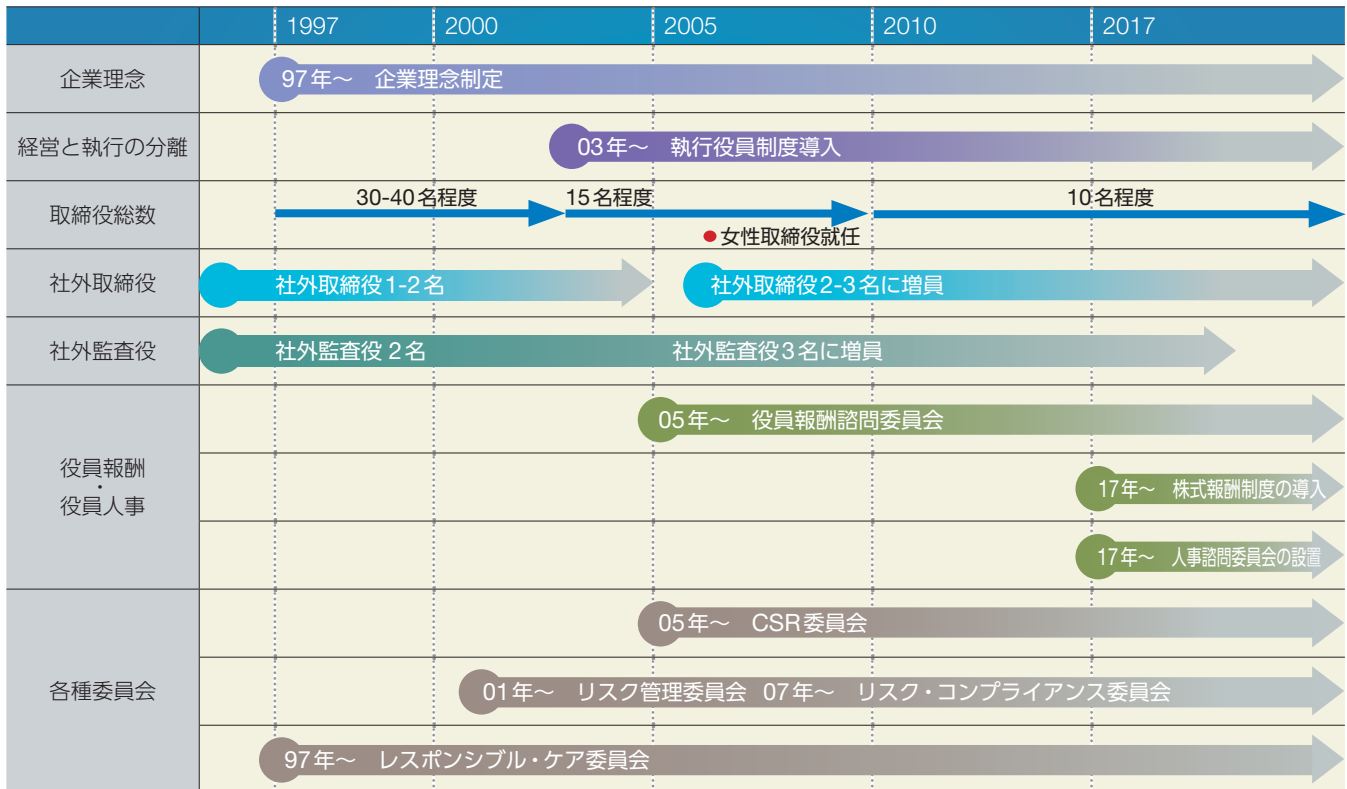 1997 2000 2005 2010 2017
企業理念
97年～ 企業理念制定
経営と執行の分離
03年～ 執行役員制度導入
取締役総数
30-40名程度 15名程度 10名程度
女性取締役就任
社外取締役
社外取締役1-2名 社外取締役2-3名に増員
社外監査役
社外監査役 2名 社外監査役3名に増員
役員報酬
・
役員人事
05年～ 役員報酬諮問委員会
17年～ 株式報酬制度の導入
17年～ 人事諮問委員会の設置
各種委員会
05年～ CSR委員会
01年～ リスク管理委員会 07年～ リスク・コンプライアンス委員会
97年～ レスポンシブル・ケア委員会